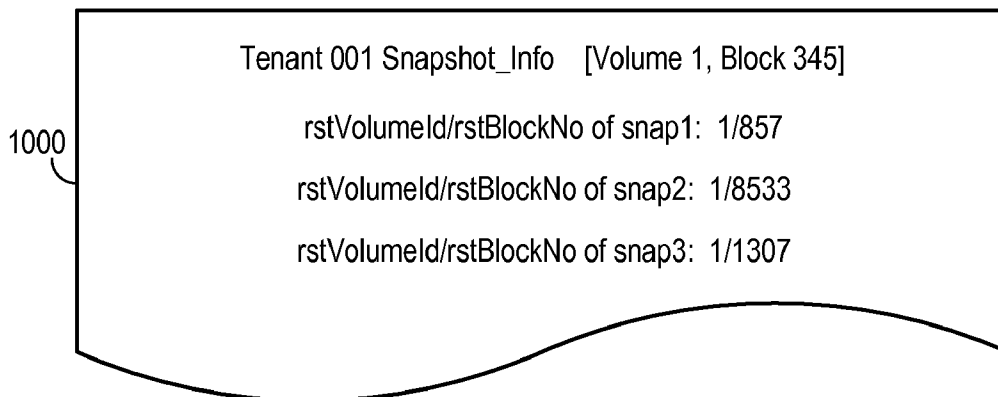 Tenant 001 Snapshot_Info [Volume 1, Block 345]
rstVolumeId/rstBlockNo of snap1: 1/857
1000
rstVolumeId/rstBlockNo of snap2: 1/8533
rstVolumeId/rstBlockNo of snap3: 1/1307